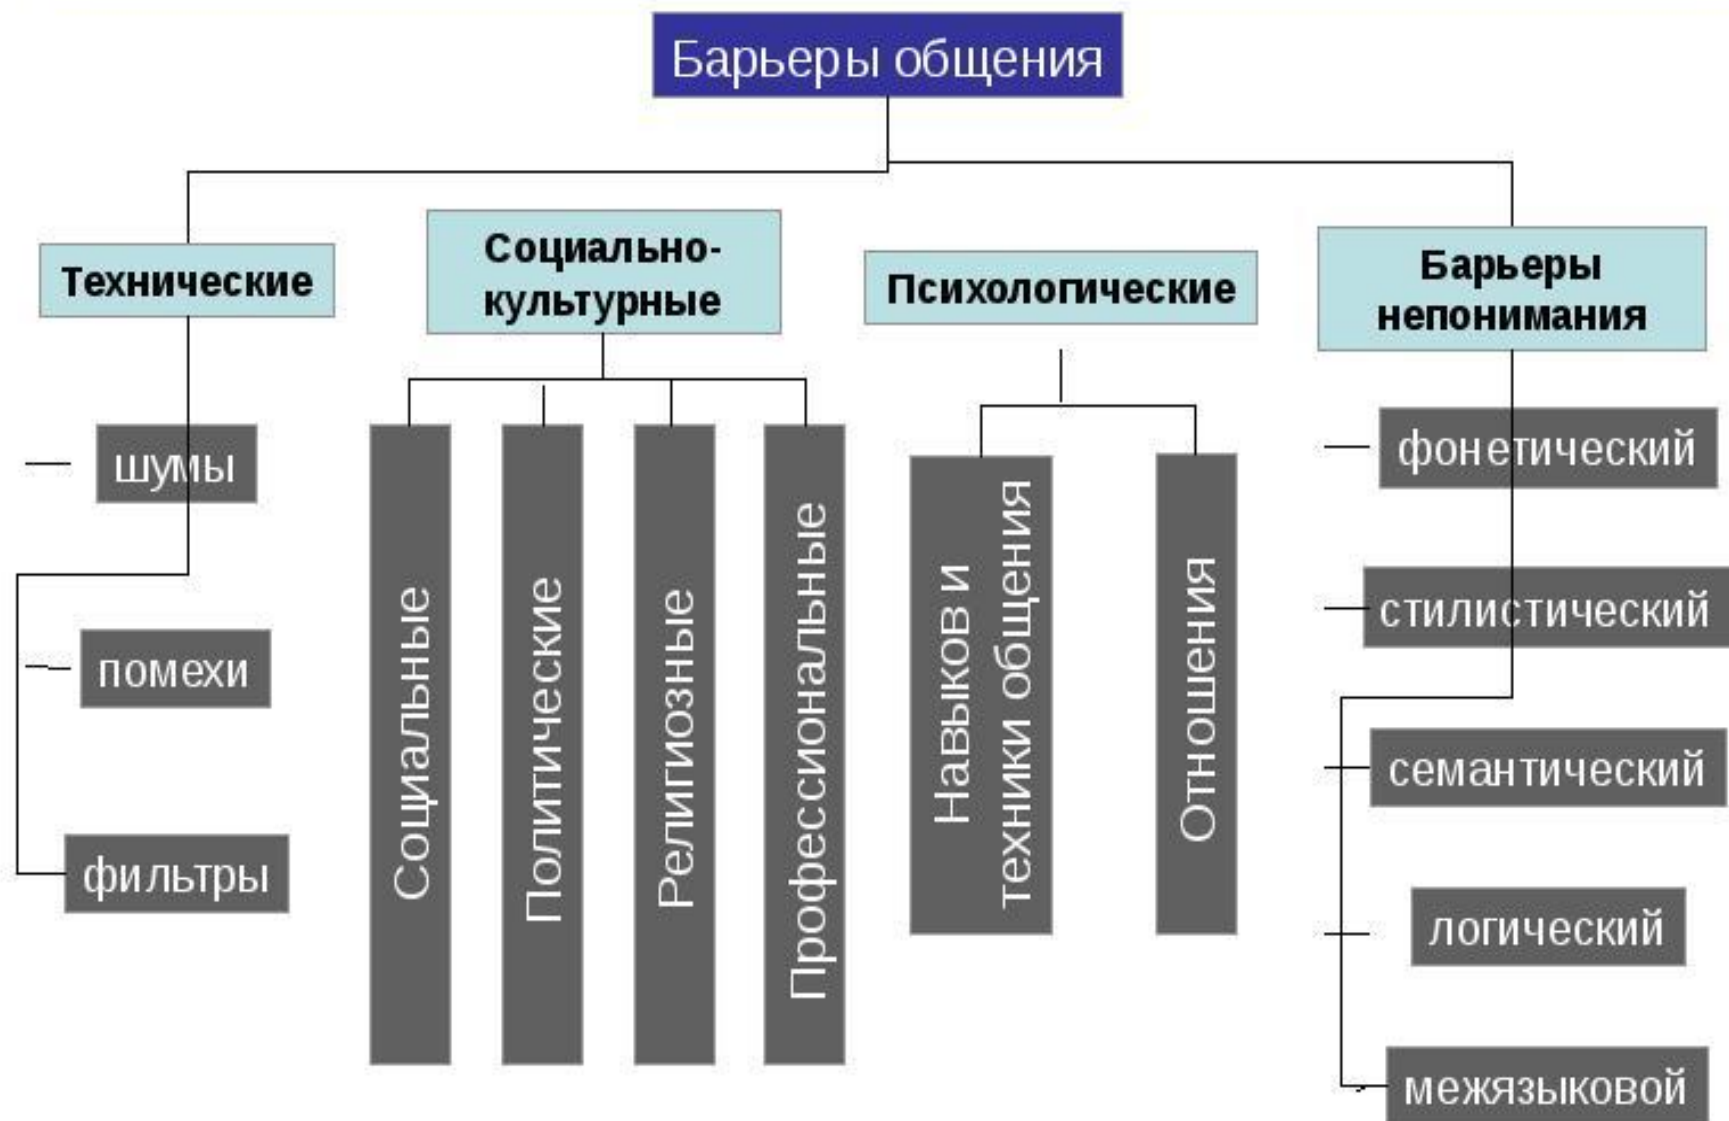 Барьеры общения
Технические
шумы
помехи
фильтры
Социально-
культурные
Социальные
Политические
Религиозные
Профессиональные
Психологические
Навыков и
техники общения
Отношения
Барьеры
непонимания
фонетический
стилистический
семантический
логический
межязыковой